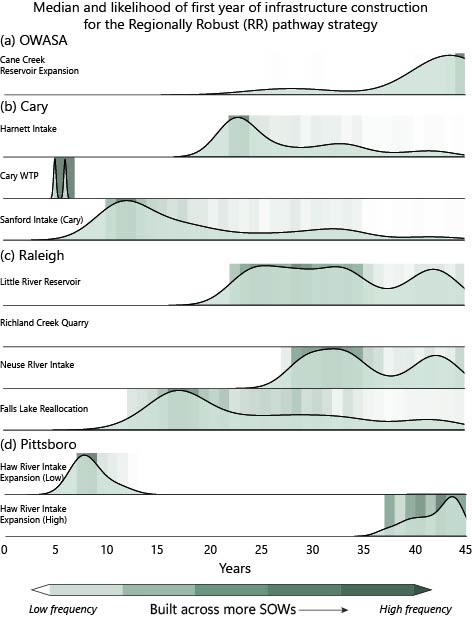 Median and likelihood of first year of infrastructure construction
for the Regionally Robust (RR) pathway strategy
(a) OWASA
Cane Creek
Reservoir Expansion
(b) Cary
Harnett Intake
Cary WTP
Sanford Intake (Cary)
(c) Raleigh
Little River Reservoir
Richland Creek Quarry
Neuse River Intake
Falls Lake Reallocation
(d) Pittsboro
Haw River Intake
Expansion (Low)
Haw River Intake
Expansion (High)
0 5 10 15 20 25 30 35 40 45
Years
Low frequency Built across more SOWs High frequency